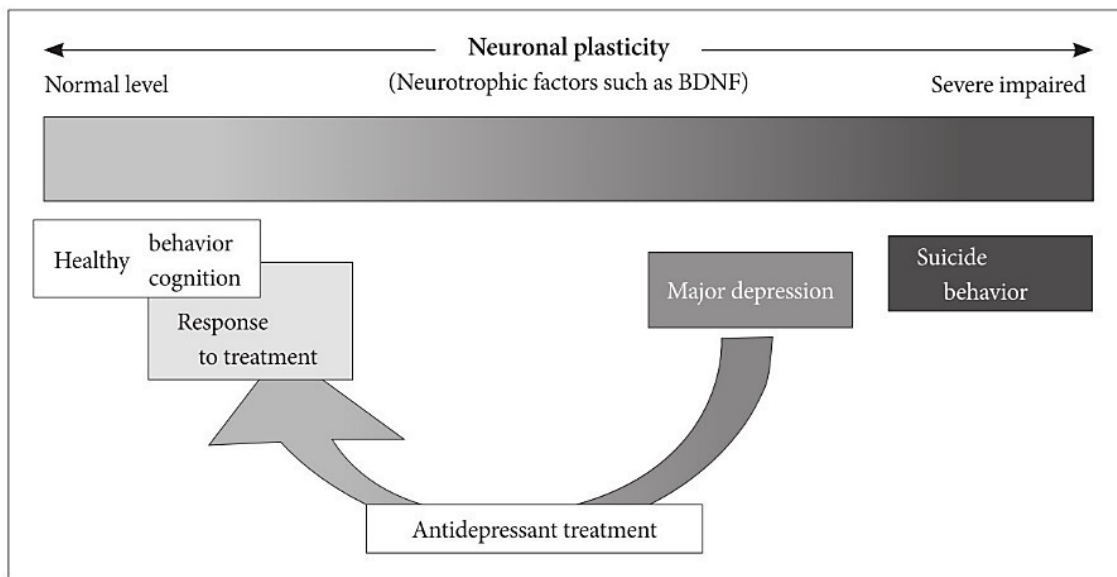 Neuronal plasticity
Normal level
(Neurotrophic factors such as BDNF)
Severe impaired
Healthy
behavior
cognition
Response
to treatment
Major depression
Suicide
behavior
Antidepressant treatment